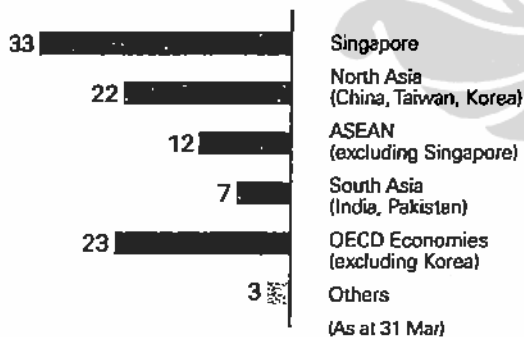 33 Singapore
22 North Asia
(China, Taiwan, Korea)
12 ASEAN
(excluding Singapore)
7 South Asia
(India, Pakistan)
23 OECD Economies
(excluding Korea)
3 Others
(As at 31 Mar)